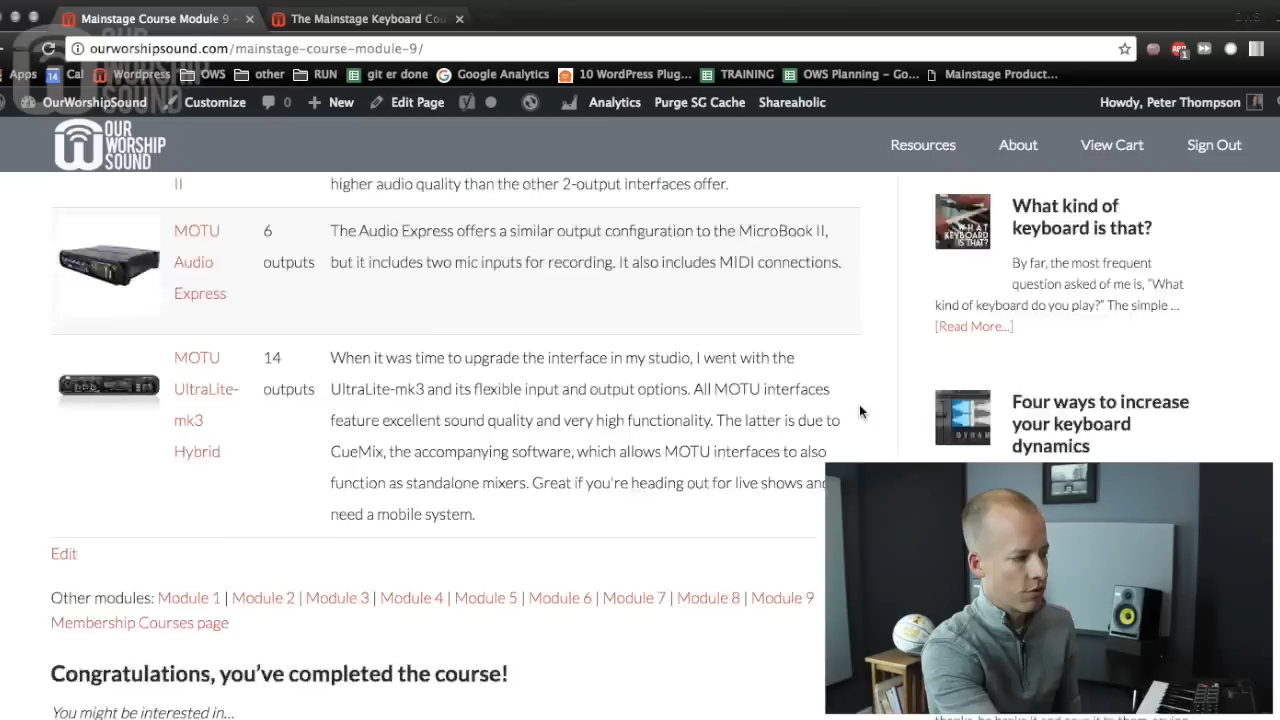 Mainstage Course Module 9
The Mainstage Keyboard Cou
ourworshipsound.com/mainstage-course-module-9/
Apps
14
Cal
Wordpress
OWS
other
RUN
git er done
Google Analytics
10 WordPress Plug...
TRAINING
OWS Planning – Go...
Mainstage Product...
OurWorshipSound
Customize
0
New
Edit Page
Analytics
Purge SG Cache
Shareaholic
Howdy, Peter Thompson
OUR
WORSHIP
SOUND
Resources
About
View Cart
Sign Out
II
higher audio quality than the other 2-output interfaces offer.
MOTU
Audio
Express
6
outputs
The Audio Express offers a similar output configuration to the MicroBook II,
but it includes two mic inputs for recording. It also includes MIDI connections.
MOTU
UltraLite-
mk3
Hybrid
14
outputs
When it was time to upgrade the interface in my studio, I went with the
UltraLite-mk3 and its flexible input and output options. All MOTU interfaces
feature excellent sound quality and very high functionality. The latter is due to
CueMix, the accompanying software, which allows MOTU interfaces to also
function as standalone mixers. Great if you're heading out for live shows and
need a mobile system.
Edit
Other modules: Module 1 | Module 2 | Module 3 | Module 4 | Module 5 | Module 6 | Module 7 | Module 8 | Module 9
Membership Courses page
Congratulations, you've completed the course!
You might be interested in...
WHAT
KEYBOARD
IS THAT?
What kind of
keyboard is that?
By far, the most frequent
question asked of me is, "What
kind of keyboard do you play?" The simple ...
[Read More...]
Four ways to increase
your keyboard
dynamics